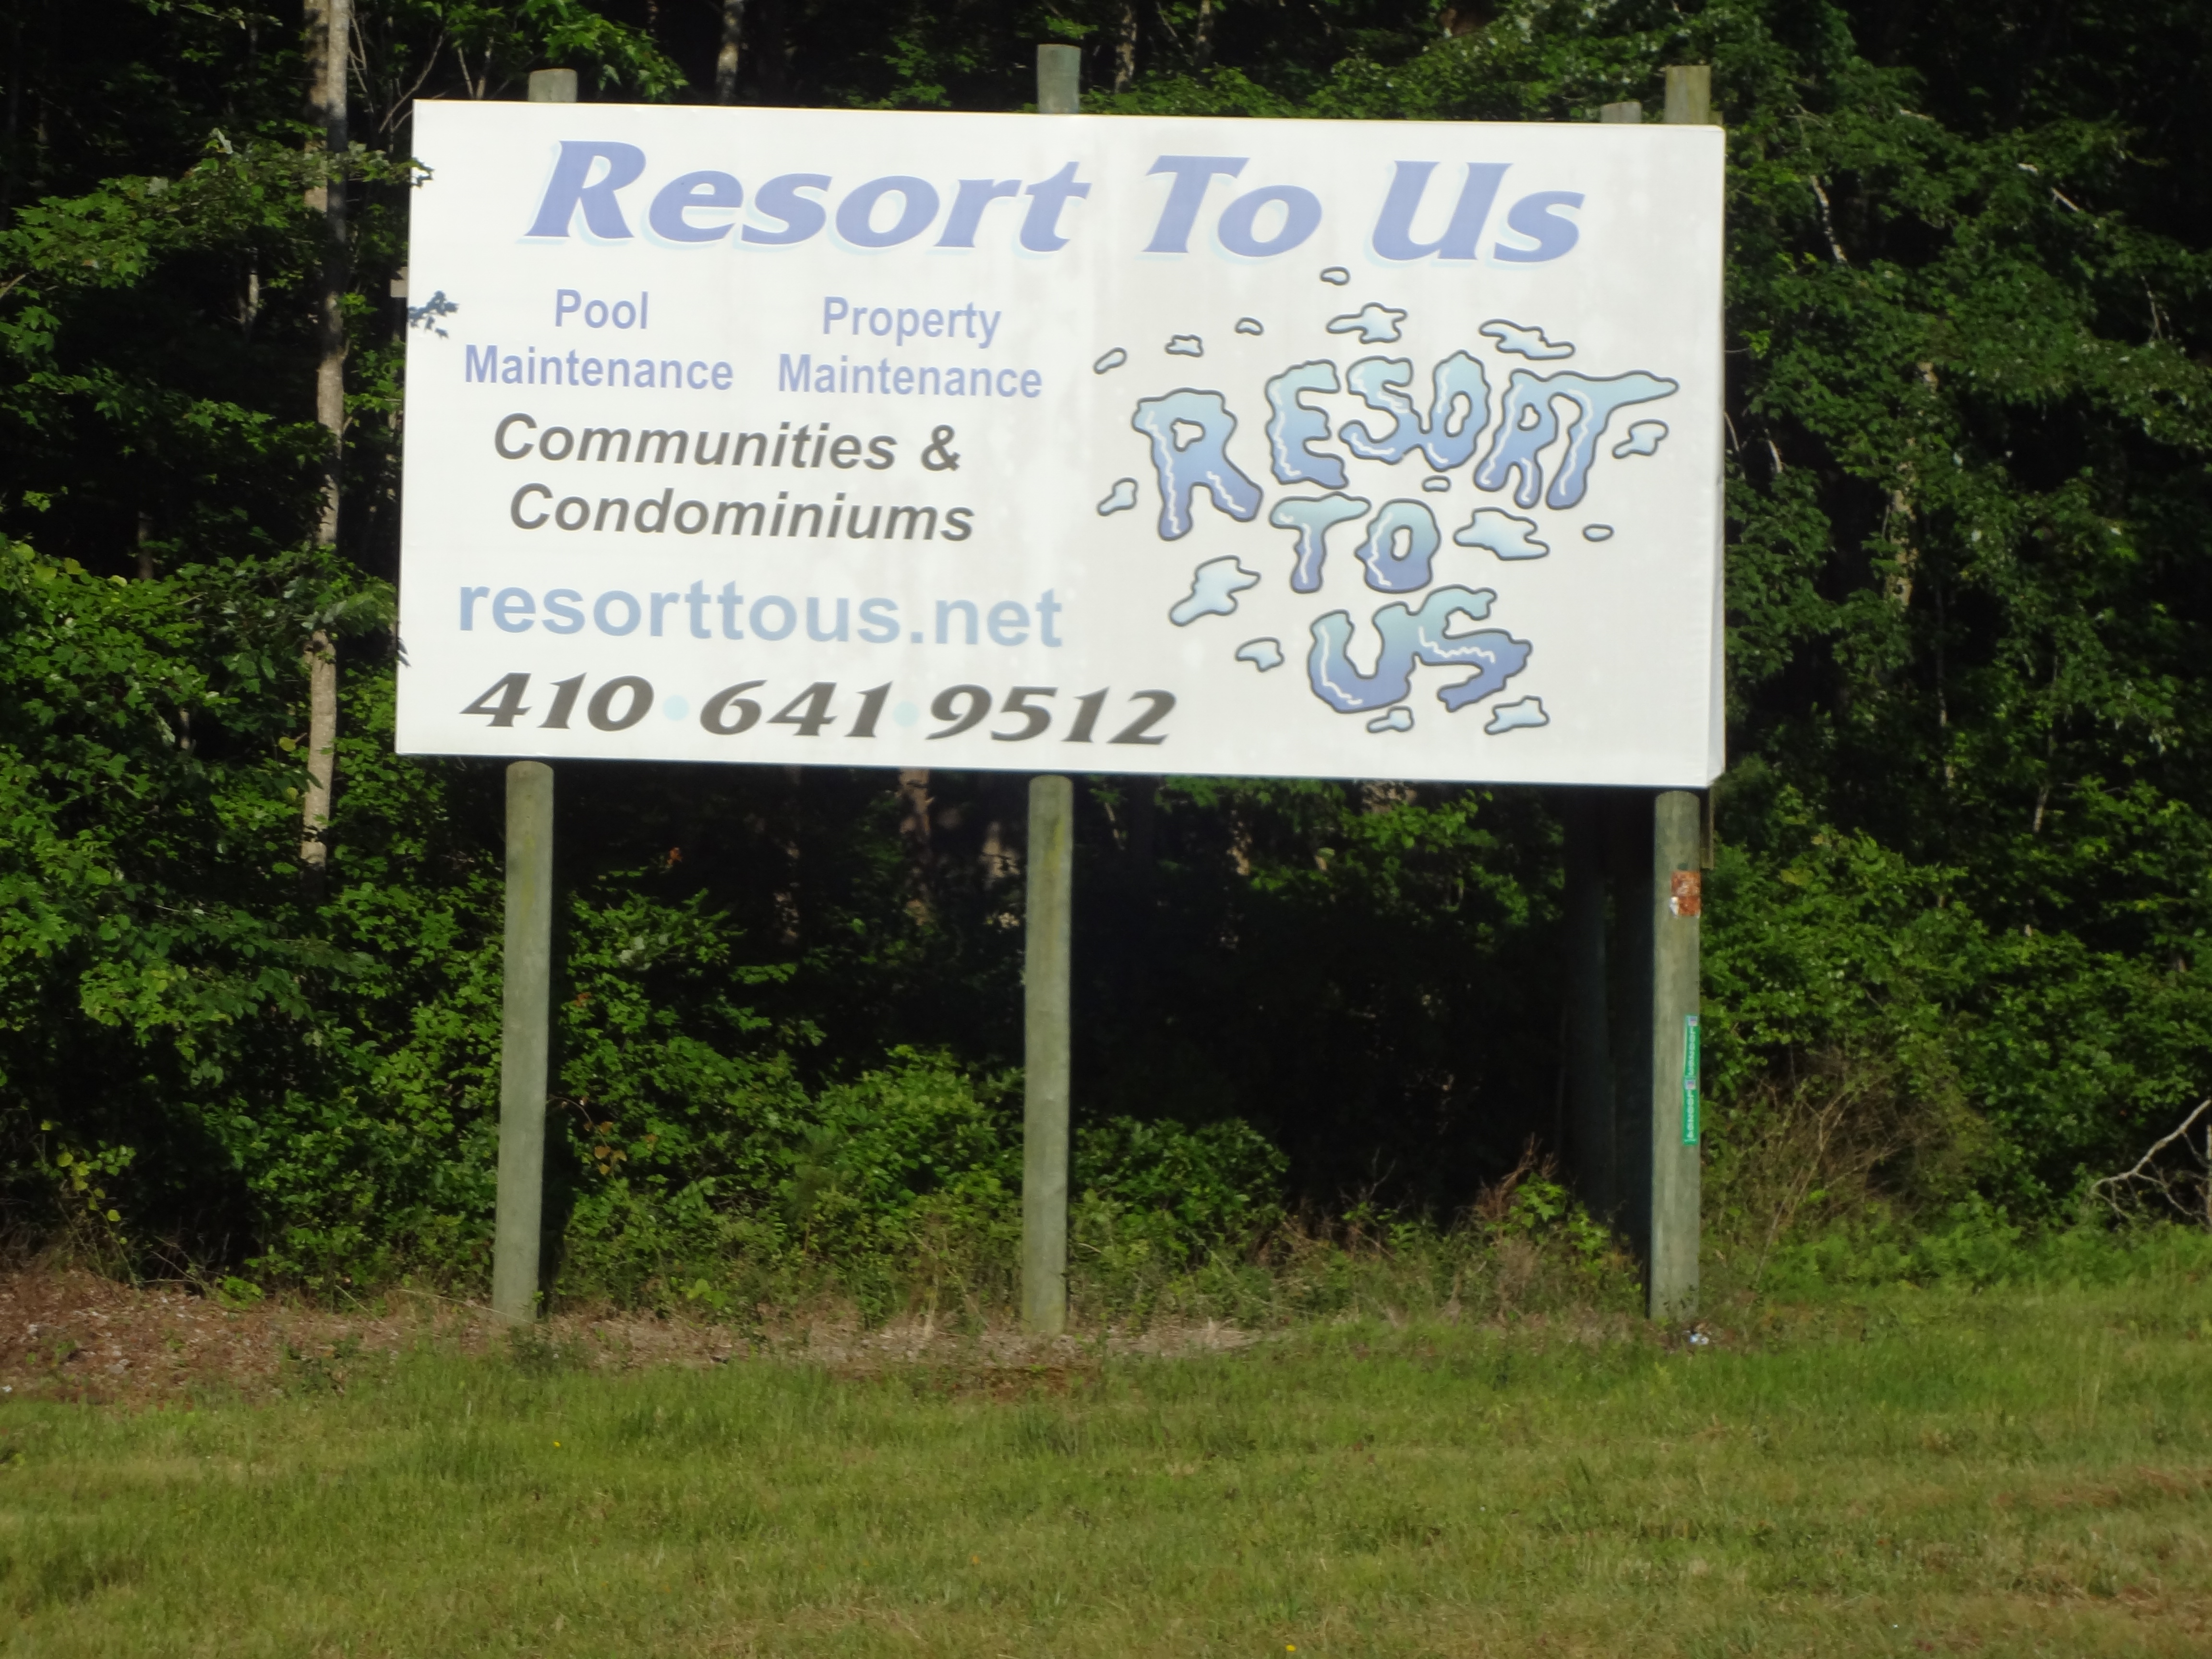 Resort To Us
Pool
Maintenance
Property
Maintenance
Communities &
Condominiums
resorttous.net
410·641·9512
RESORT
TO
US